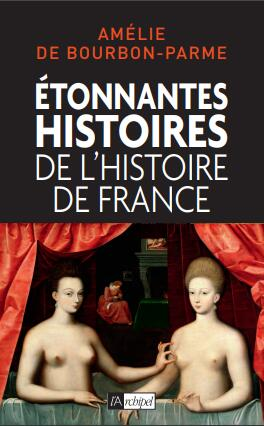 AMÉLIE
DE BOURBON-PARME
ÉTONNANTES
HISTOIRES
DE L'HISTOIRE
DE FRANCE
l'Archipel